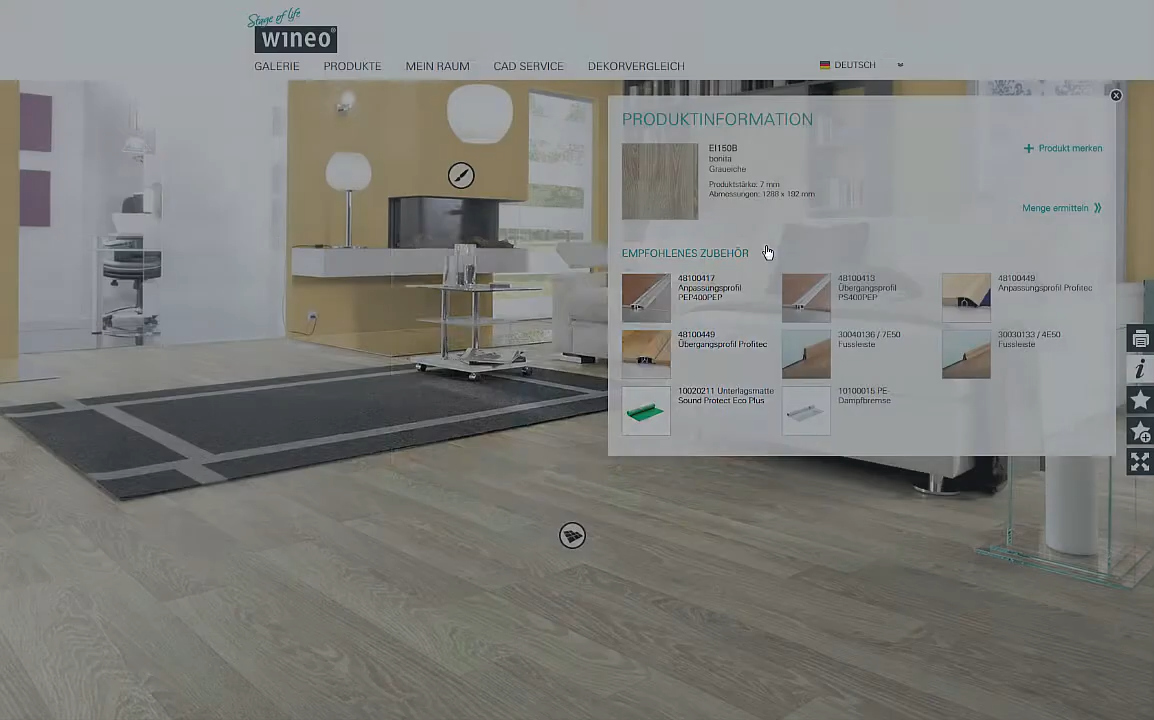 Stage of life
wineo®
GALERIE PRODUKTE MEIN RAUM CAD SERVICE DEKORVERGLEICH DEUTSCH
PRODUKTINFORMATION
EI150B
bonita
Graueiche
Produktstärke: 7 mm
Abmessungen: 1288 x 192 mm
+ Produkt merken
Menge ermitteln »
EMPFOHLENES ZUBEHÖR
48100417
Anpassungsprofil
PEP400PEP
48100413
Übergangsprofil
PS400PEP
48100449
Anpassungsprofil Profitec
48100449
Übergangsprofil Profitec
30040136 / 7E50
Fussleiste
30030133 / 4E50
Fussleiste
10020211 Unterlagsmatte
Sound Protect Eco Plus
10100015 PE-
Dampfbremse